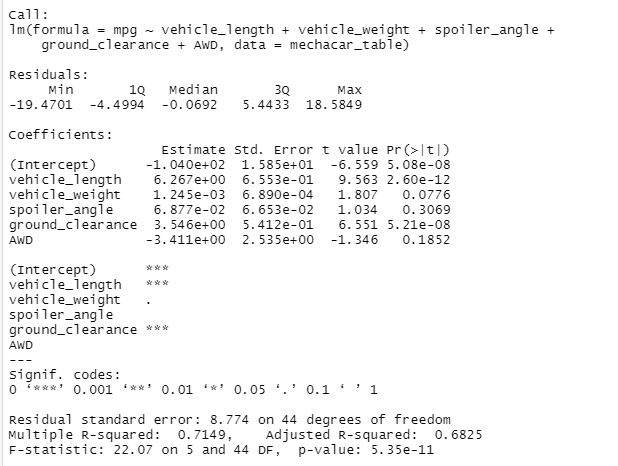 Call:
lm(formula = mpg ~ vehicle_length + vehicle_weight + spoiler_angle +
    ground_clearance + AWD, data = mechacar_table)

Residuals:
     Min       1Q   Median       3Q      Max
-19.4701  -4.4994  -0.0692   5.4433  18.5849

Coefficients:
                   Estimate Std. Error t value Pr(>|t|)
(Intercept)      -1.040e+02  1.585e+01  -6.559 5.08e-08
vehicle_length    6.267e+00  6.553e-01   9.563 2.60e-12
vehicle_weight    1.245e-03  6.890e-04   1.807   0.0776
spoiler_angle     6.877e-02  6.653e-02   1.034   0.3069
ground_clearance  3.546e+00  5.412e-01   6.551 5.21e-08
AWD              -3.411e+00  2.535e+00  -1.346   0.1852

(Intercept)      ***
vehicle_length   ***
vehicle_weight   .
spoiler_angle
ground_clearance ***
AWD
---
Signif. codes:
0 ‘***’ 0.001 ‘**’ 0.01 ‘*’ 0.05 ‘.’ 0.1 ‘ ’ 1

Residual standard error: 8.774 on 44 degrees of freedom
Multiple R-squared:  0.7149,    Adjusted R-squared:  0.6825
F-statistic: 22.07 on 5 and 44 DF,  p-value: 5.35e-11